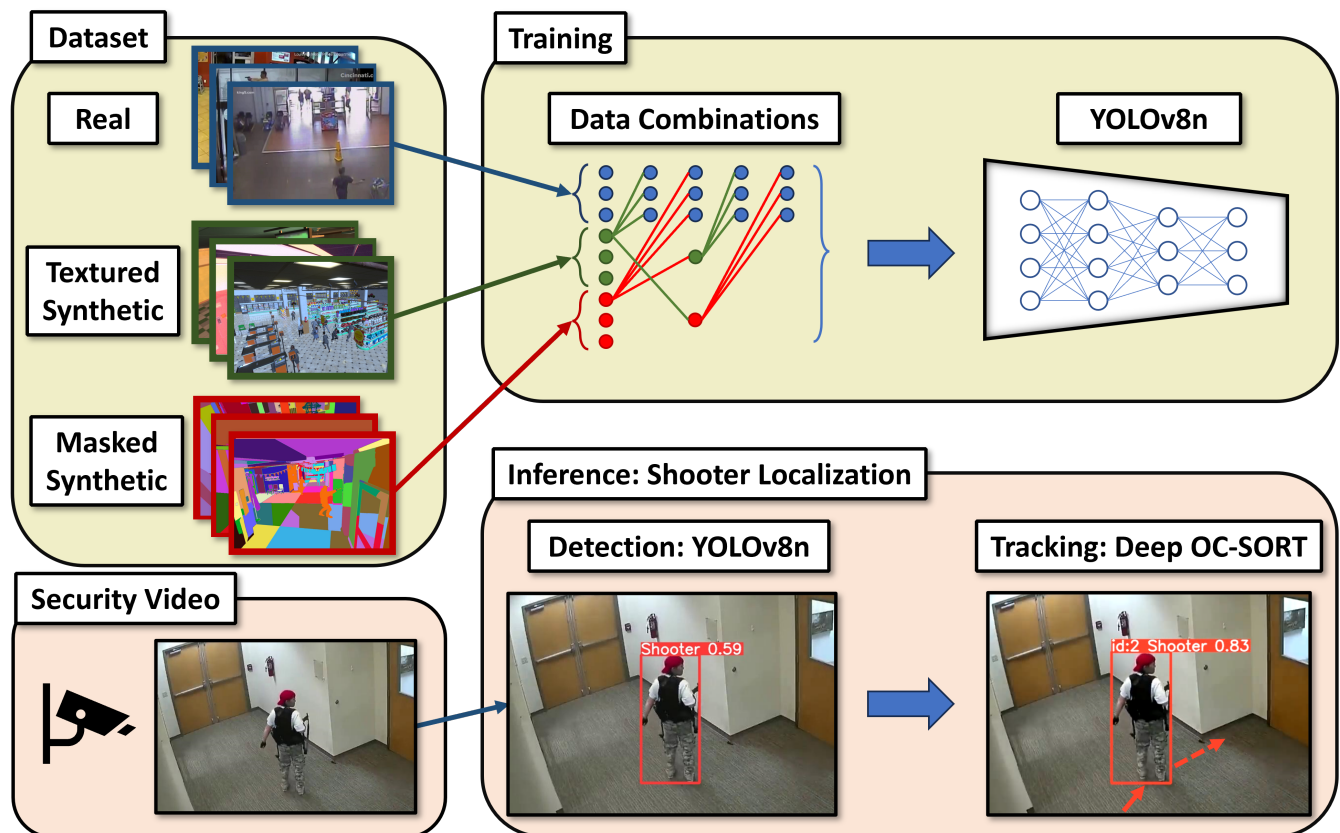 Dataset
Real
Cincinnati.c
Textured
Synthetic
Masked
Synthetic
Training
Data Combinations
YOLOv8n
Security Video
Inference: Shooter Localization
Detection: YOLOv8n
Shooter 0.59
Tracking: Deep OC-SORT
id:2 Shooter 0.83